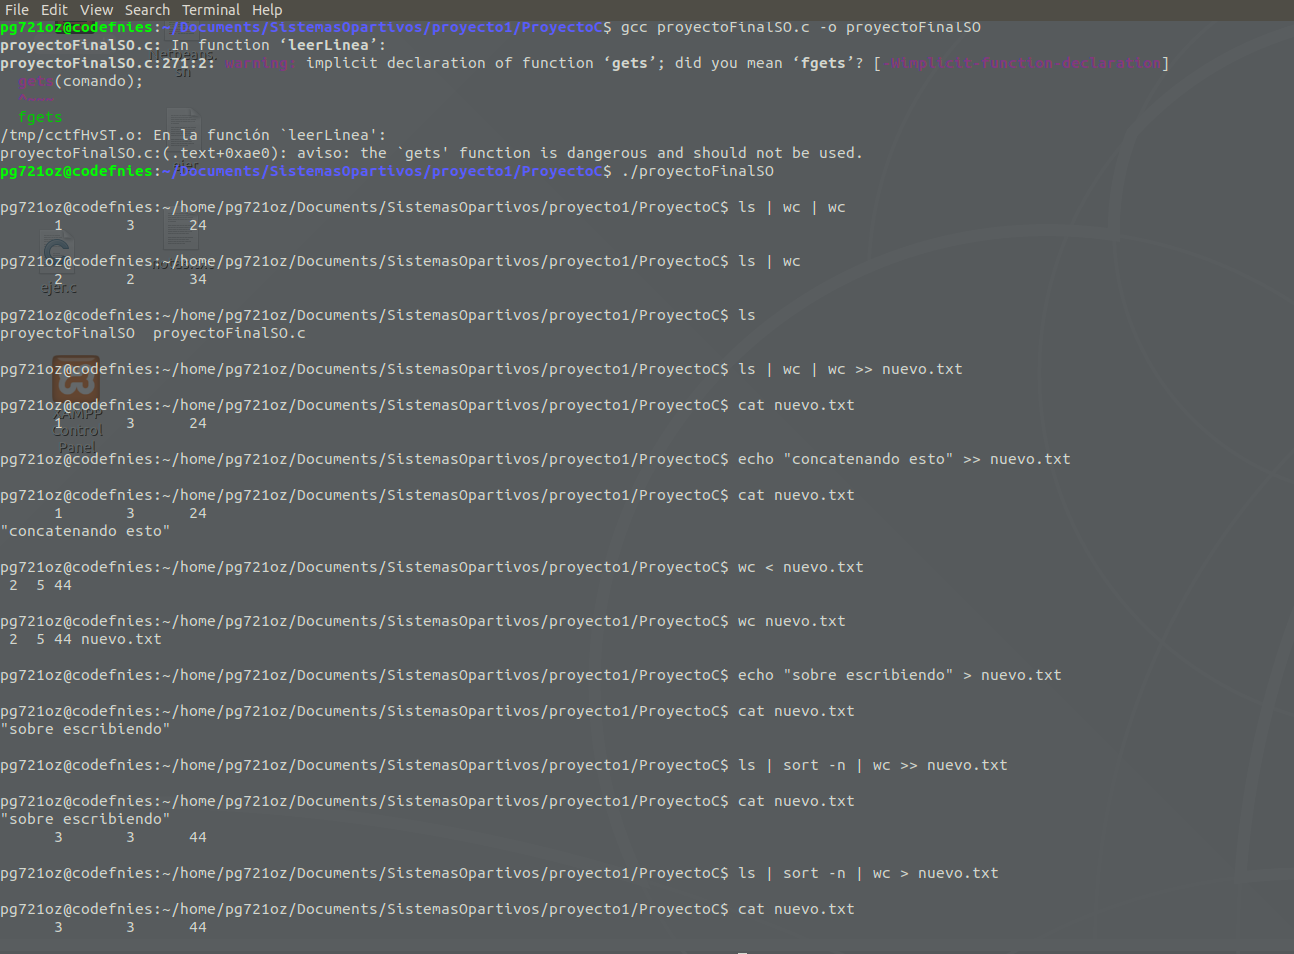 File Edit View Search Terminal Help
pg721oz@codefnies:~/Documents/SistemasOpartivos/proyecto1/ProyectoC$ gcc proyectoFinalSO.c -o proyectoFinalSO
proyectoFinalSO.c: In function ‘leerLinea’:
proyectoFinalSO.c:271:2: warning: implicit declaration of function ‘gets’; did you mean ‘fgets’? [-Wimplicit-function-declaration]
  gets(comando);
  ^~~~
  fgets
/tmp/cctfHvST.o: En la función `leerLinea':
proyectoFinalSO.c:(.text+0xae0): aviso: the `gets' function is dangerous and should not be used.
pg721oz@codefnies:~/Documents/SistemasOpartivos/proyecto1/ProyectoC$ ./proyectoFinalSO
pg721oz@codefnies:~/home/pg721oz/Documents/SistemasOpartivos/proyecto1/ProyectoC$ ls | wc | wc
      1       3      24
pg721oz@codefnies:~/home/pg721oz/Documents/SistemasOpartivos/proyecto1/ProyectoC$ ls | wc
      2       2      34
ejer.c
pg721oz@codefnies:~/home/pg721oz/Documents/SistemasOpartivos/proyecto1/ProyectoC$ ls
proyectoFinalSO  proyectoFinalSO.c
pg721oz@codefnies:~/home/pg721oz/Documents/SistemasOpartivos/proyecto1/ProyectoC$ ls | wc | wc >> nuevo.txt
pg721oz@codefnies:~/home/pg721oz/Documents/SistemasOpartivos/proyecto1/ProyectoC$ cat nuevo.txt
      1       3      24
XAMPP
Control
Panel
pg721oz@codefnies:~/home/pg721oz/Documents/SistemasOpartivos/proyecto1/ProyectoC$ echo "concatenando esto" >> nuevo.txt
pg721oz@codefnies:~/home/pg721oz/Documents/SistemasOpartivos/proyecto1/ProyectoC$ cat nuevo.txt
      1       3      24
"concatenando esto"
pg721oz@codefnies:~/home/pg721oz/Documents/SistemasOpartivos/proyecto1/ProyectoC$ wc < nuevo.txt
 2  5 44
pg721oz@codefnies:~/home/pg721oz/Documents/SistemasOpartivos/proyecto1/ProyectoC$ wc nuevo.txt
 2  5 44 nuevo.txt
pg721oz@codefnies:~/home/pg721oz/Documents/SistemasOpartivos/proyecto1/ProyectoC$ echo "sobre escribiendo" > nuevo.txt
pg721oz@codefnies:~/home/pg721oz/Documents/SistemasOpartivos/proyecto1/ProyectoC$ cat nuevo.txt
"sobre escribiendo"
pg721oz@codefnies:~/home/pg721oz/Documents/SistemasOpartivos/proyecto1/ProyectoC$ ls | sort -n | wc >> nuevo.txt
pg721oz@codefnies:~/home/pg721oz/Documents/SistemasOpartivos/proyecto1/ProyectoC$ cat nuevo.txt
"sobre escribiendo"
      3       3      44
pg721oz@codefnies:~/home/pg721oz/Documents/SistemasOpartivos/proyecto1/ProyectoC$ ls | sort -n | wc > nuevo.txt
pg721oz@codefnies:~/home/pg721oz/Documents/SistemasOpartivos/proyecto1/ProyectoC$ cat nuevo.txt
      3       3      44